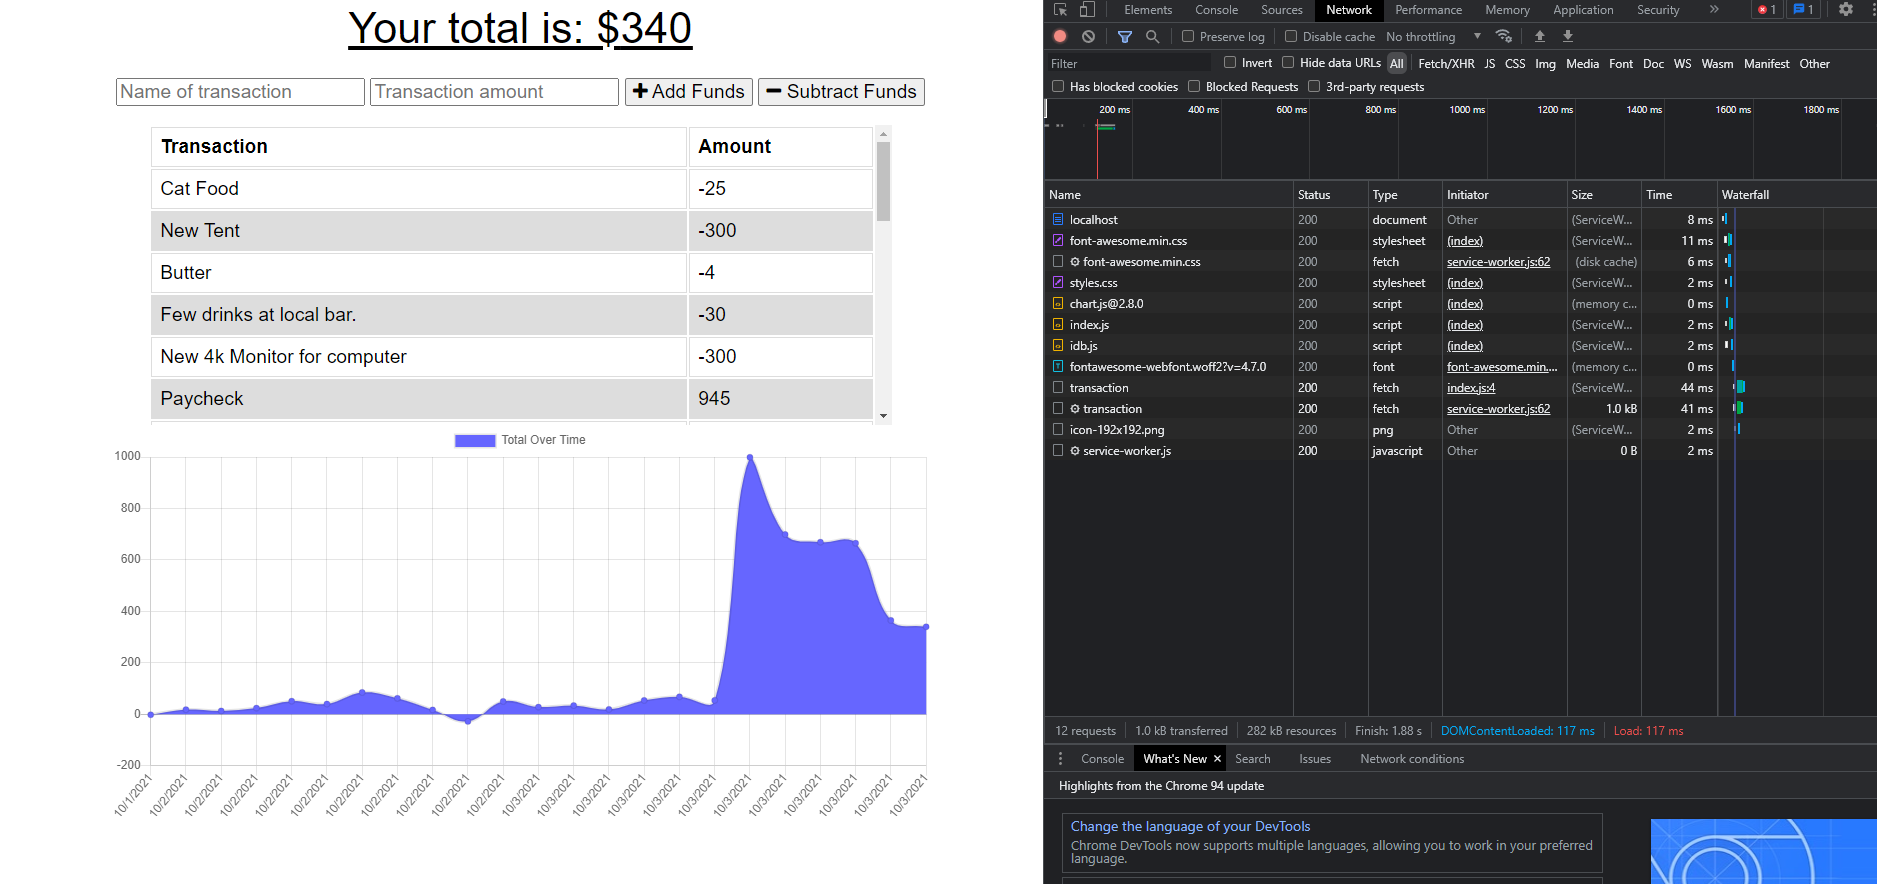 Your total is: $340
Name of transaction Transaction amount Add Funds Subtract Funds
Transaction Amount
Cat Food -25
New Tent -300
Butter -4
Few drinks at local bar. -30
New 4k Monitor for computer -300
Paycheck 945
Total Over Time
1000
800
600
400
200
0
-200
10/1/2021 10/2/2021 10/2/2021 10/2/2021 10/2/2021 10/2/2021 10/2/2021 10/2/2021 10/2/2021 10/2/2021 10/2/2021 10/3/2021 10/3/2021 10/3/2021 10/3/2021 10/3/2021 10/3/2021 10/3/2021 10/3/2021 10/3/2021 10/3/2021 10/3/2021 10/3/2021
Elements Console Sources Network Performance Memory Application Security » 1 1
Preserve log Disable cache No throttling
Filter Invert Hide data URLs All Fetch/XHR JS CSS Img Media Font Doc WS Wasm Manifest Other
Has blocked cookies Blocked Requests 3rd-party requests
200 ms 400 ms 600 ms 800 ms 1000 ms 1200 ms 1400 ms 1600 ms 1800 ms
Name Status Type Initiator Size Time Waterfall
localhost 200 document Other (ServiceW... 8 ms
font-awesome.min.css 200 stylesheet (index) (ServiceW... 11 ms
font-awesome.min.css 200 fetch service-worker.js:62 (disk cache) 6 ms
styles.css 200 stylesheet (index) (ServiceW... 2 ms
chart.js@2.8.0 200 script (index) (memory c... 0 ms
index.js 200 script (index) (ServiceW... 2 ms
idb.js 200 script (index) (ServiceW... 2 ms
fontawesome-webfont.woff2?v=4.7.0 200 font font-awesome.min.... (memory c... 0 ms
transaction 200 fetch index.js:4 (ServiceW... 44 ms
transaction 200 fetch service-worker.js:62 1.0 kB 41 ms
icon-192x192.png 200 png Other (ServiceW... 2 ms
service-worker.js 200 javascript Other 0 B 2 ms
12 requests 1.0 kB transferred 282 kB resources Finish: 1.88 s DOMContentLoaded: 117 ms Load: 117 ms
Console What's New × Search Issues Network conditions
Highlights from the Chrome 94 update
Change the language of your DevTools
Chrome DevTools now supports multiple languages, allowing you to work in your preferred
language.